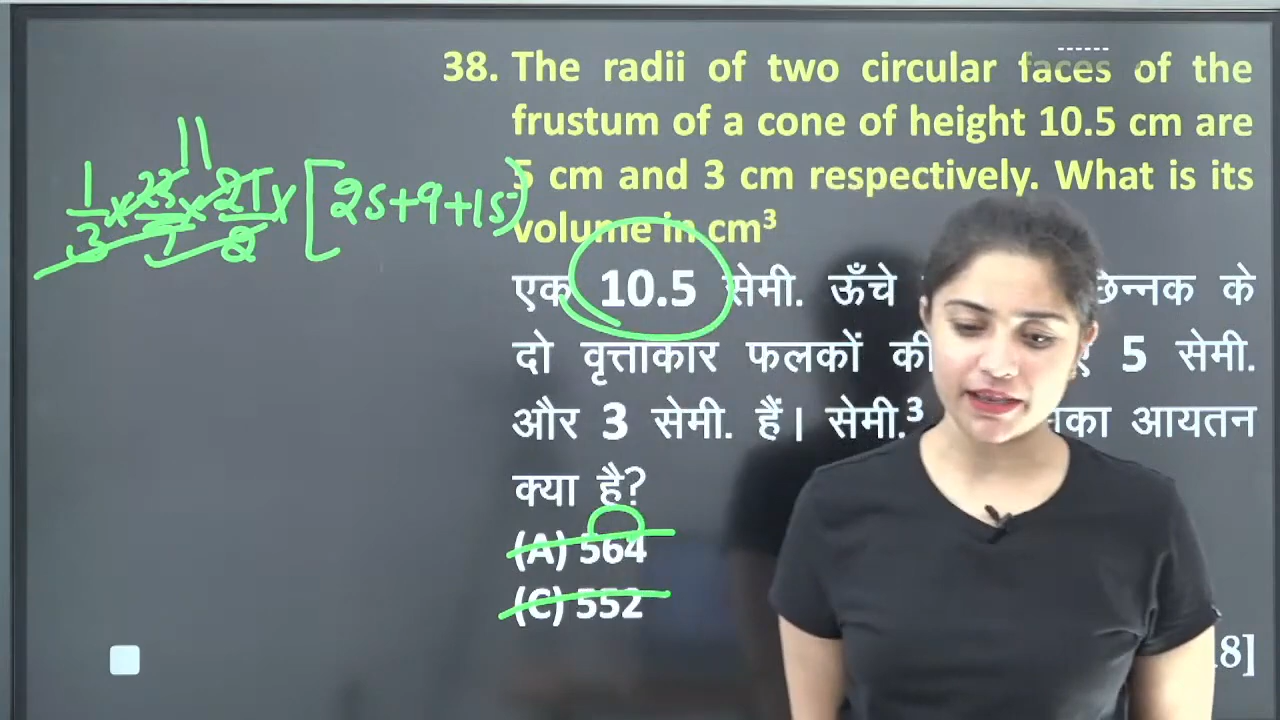 38. The radii of two circular faces of the
frustum of a cone of height 10.5 cm are
5 cm and 3 cm respectively. What is its
volume in cm³
एक 10.5 सेमी. ऊँचे छिन्नक के
दो वृत्ताकार फलकों की 5 सेमी.
और 3 सेमी. हैं। सेमी.³ आयतन
क्या है?
(A) 564
(C) 552
8]
11
1/3 × 22/7 × 21/2 × [25+9+15]